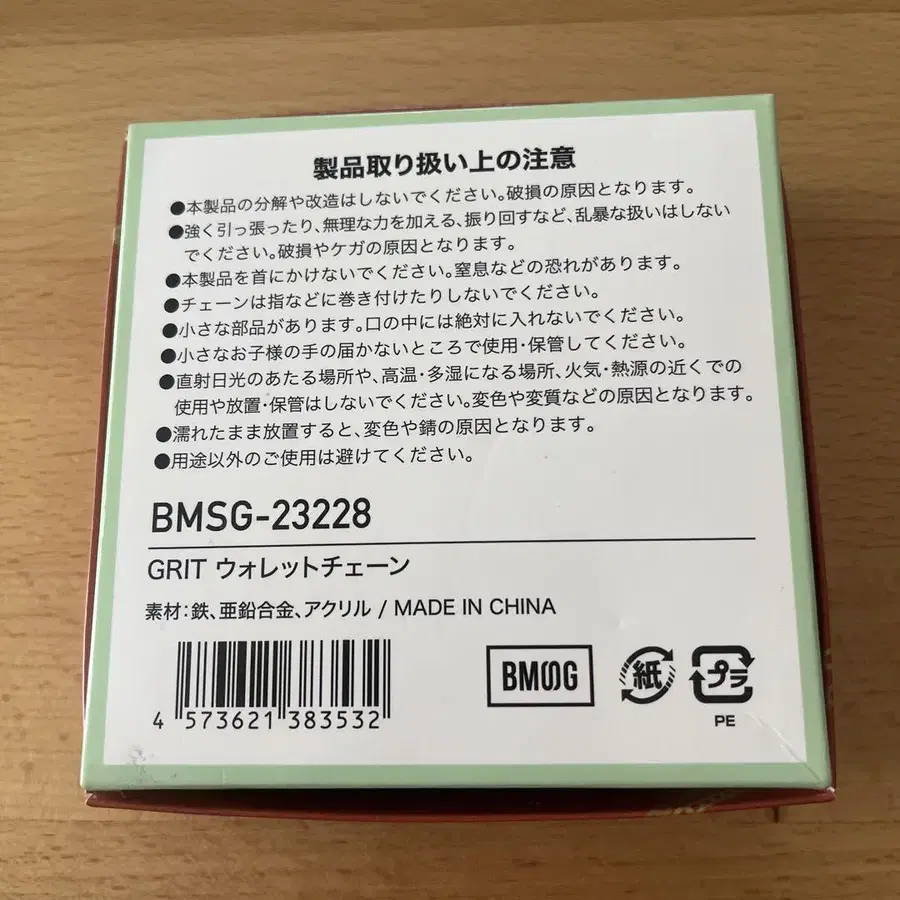 製品取り扱い上の注意
●本製品の分解や改造はしないでください。破損の原因となります。
●強く引っ張ったり、無理な力を加える、振り回すなど、乱暴な扱いはしない
でください。破損やケガの原因となります。
●本製品を首にかけないでください。窒息などの恐れがあります。
●チェーンは指などに巻き付けたりしないでください。
●小さな部品があります。口の中には絶対に入れないでください。
●小さなお子様の手の届かないところで使用・保管してください。
●直射日光のあたる場所や、高温・多湿になる場所、火気・熱源の近くでの
使用や放置・保管はしないでください。変色や変質などの原因となります。
●濡れたまま放置すると、変色や錆の原因となります。
●用途以外のご使用は避けてください。
BMSG-23228
GRIT ウォレットチェーン
素材：鉄、亜鉛合金、アクリル / MADE IN CHINA
4 573621 383532
BMSG
紙
プラ
PE